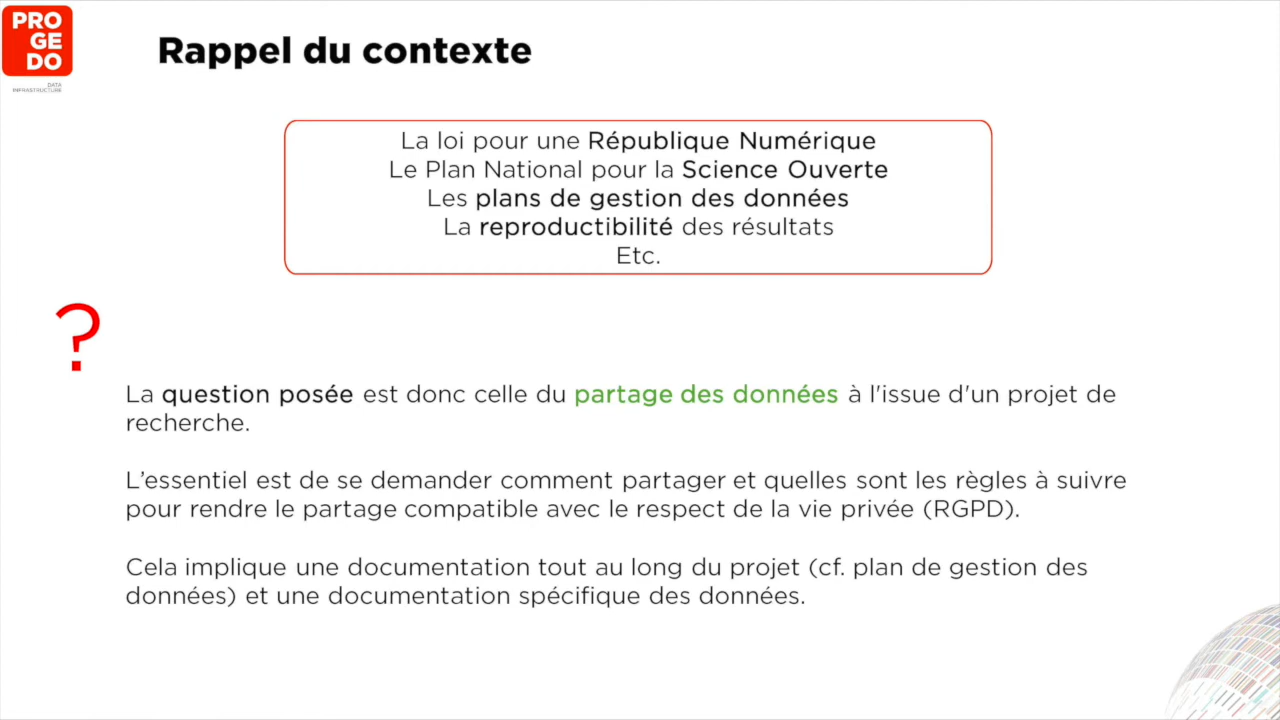 PRO
GE
DO
DATA
INFRASTRUCTURE
Rappel du contexte
La loi pour une République Numérique
Le Plan National pour la Science Ouverte
Les plans de gestion des données
La reproductibilité des résultats
Etc.
?
La question posée est donc celle du partage des données à l'issue d'un projet de
recherche.
L’essentiel est de se demander comment partager et quelles sont les règles à suivre
pour rendre le partage compatible avec le respect de la vie privée (RGPD).
Cela implique une documentation tout au long du projet (cf. plan de gestion des
données) et une documentation spécifique des données.